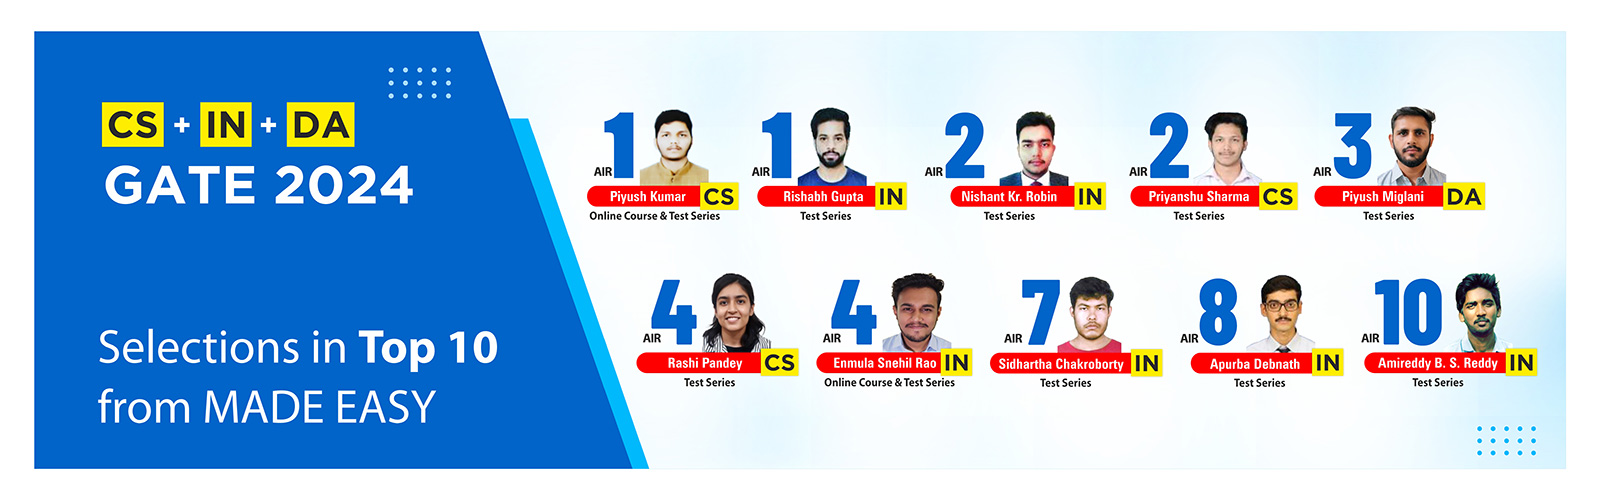 CS + IN + DA
GATE 2024
Selections in Top 10
from MADE EASY
AIR 1
Piyush Kumar CS
Online Course & Test Series
AIR 1
Rishabh Gupta IN
Test Series
AIR 2
Nishant Kr. Robin IN
Test Series
AIR 2
Priyanshu Sharma CS
Test Series
AIR 3
Piyush Miglani DA
Test Series
AIR 4
Rashi Pandey CS
Test Series
AIR 4
Enmula Snehil Rao IN
Online Course & Test Series
AIR 7
Sidhartha Chakroborty IN
Test Series
AIR 8
Apurba Debnath IN
Test Series
AIR 10
Amireddy B. S. Reddy IN
Test Series